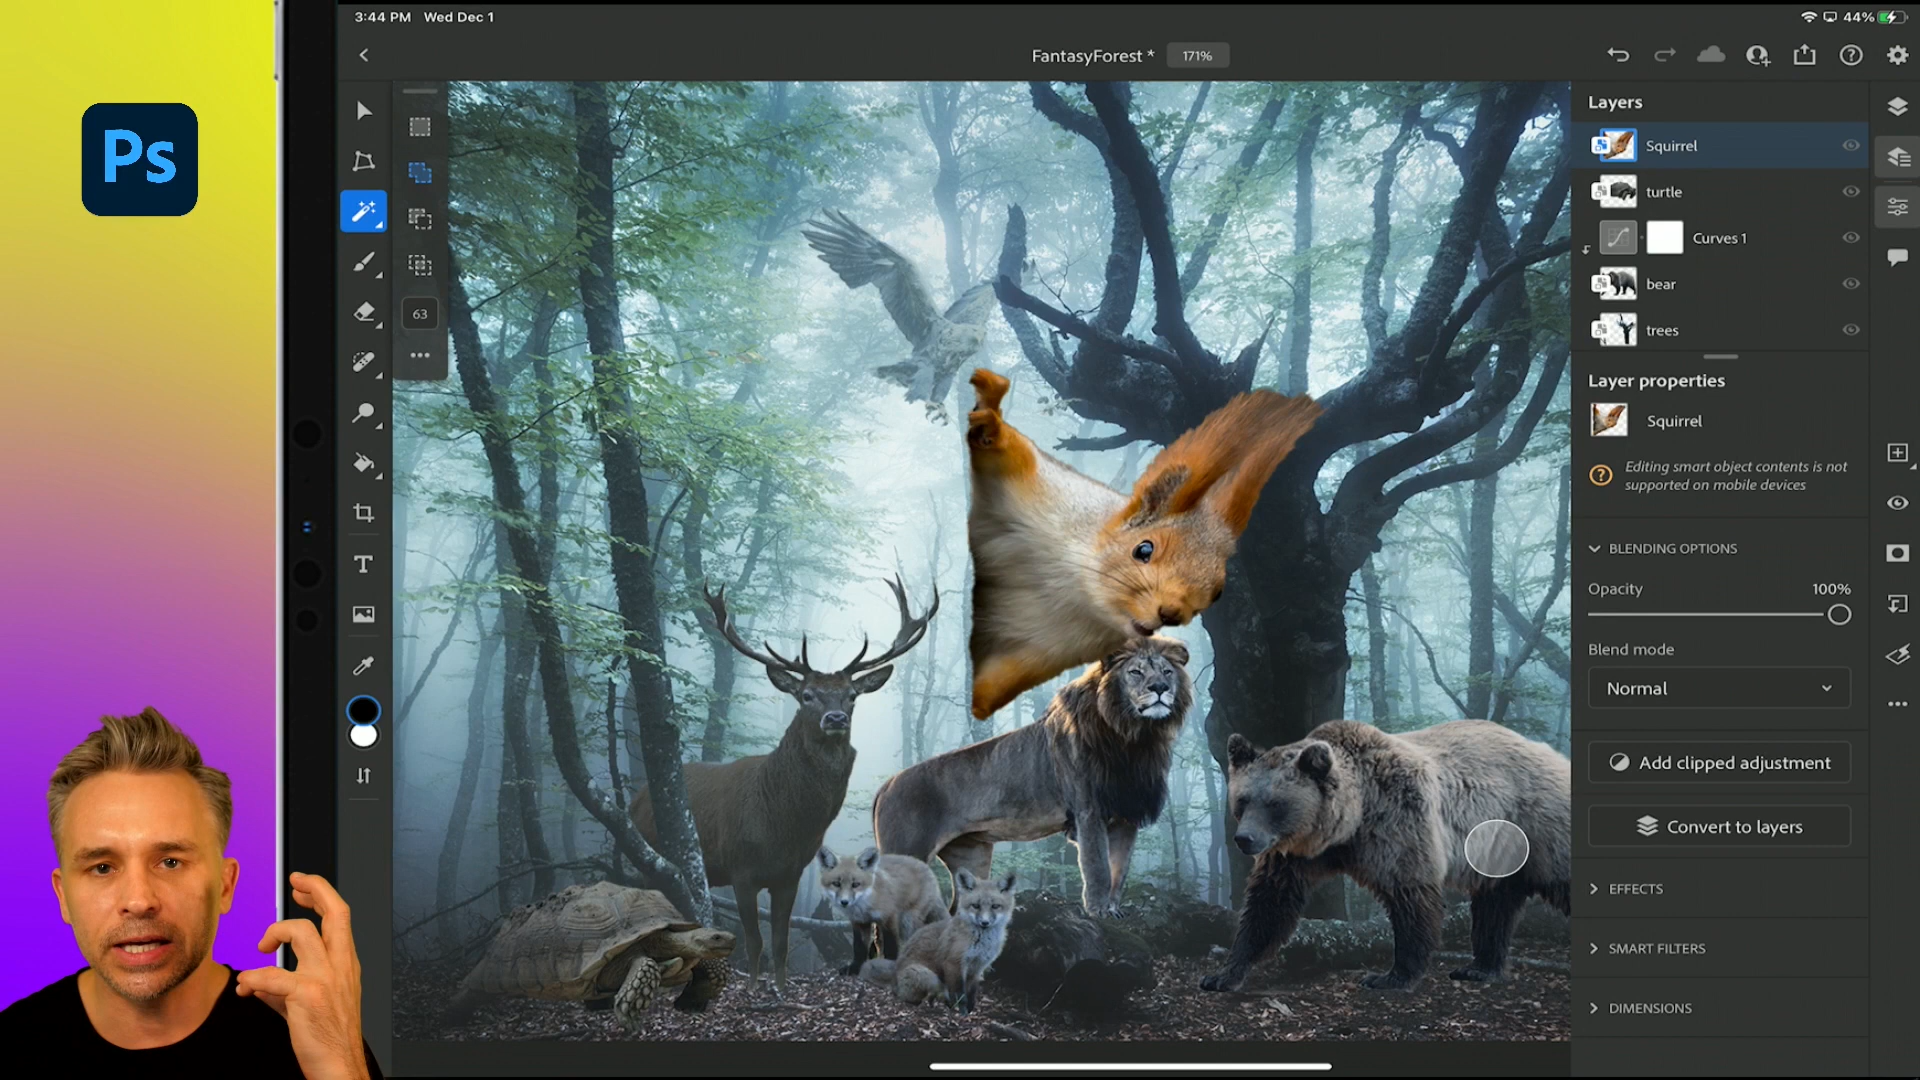 3:44 PM Wed Dec 1
44%
FantasyForest *
171%
Ps
Layers
Squirrel
turtle
Curves 1
bear
63
trees
Layer properties
Squirrel
Editing smart object contents is not
supported on mobile devices
BLENDING OPTIONS
Opacity 100%
Blend mode
Normal
Add clipped adjustment
Convert to layers
EFFECTS
SMART FILTERS
DIMENSIONS